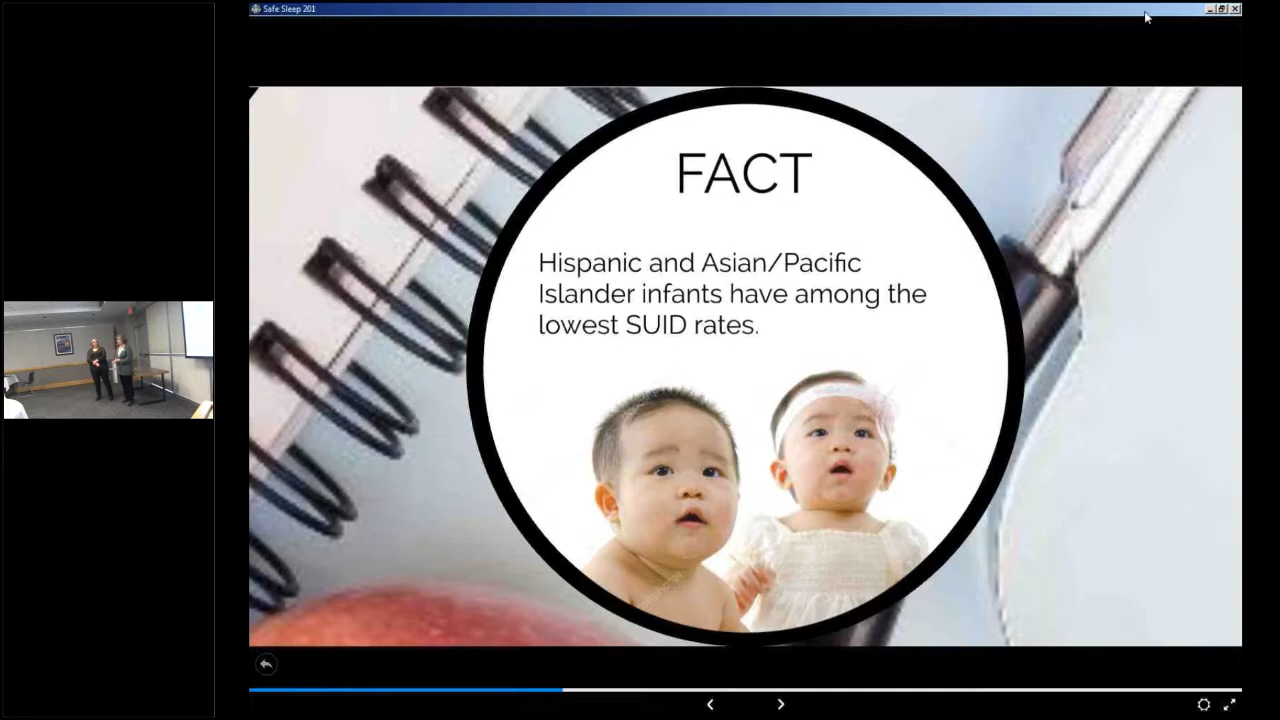 Safe Sleep 201
FACT
Hispanic and Asian/Pacific
Islander infants have among the
lowest SUID rates.